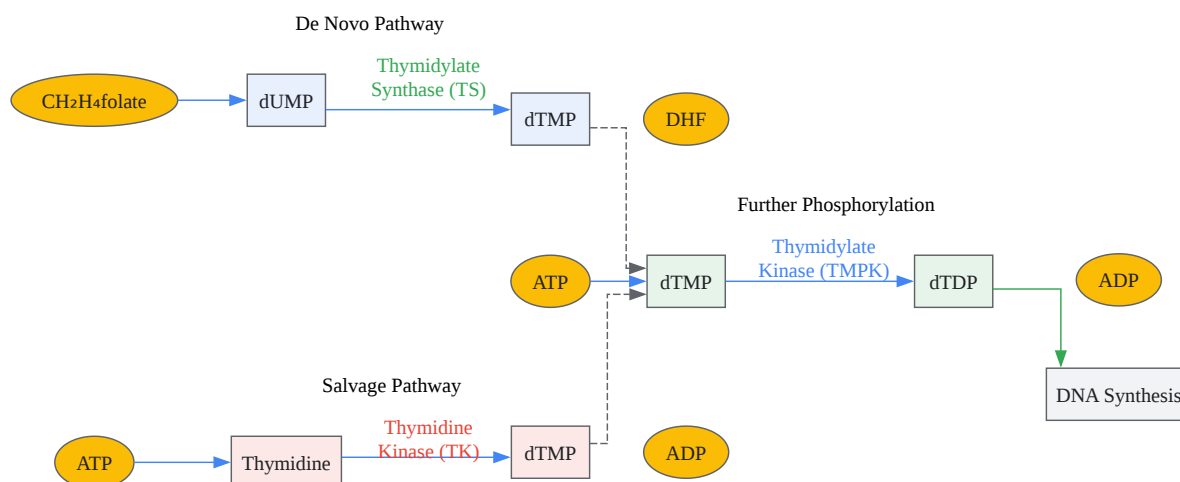 De Novo Pathway
CH₂H₄folate
dUMP
Thymidylate
Synthase (TS)
dTMP
DHF
Further Phosphorylation
ATP
dTMP
Thymidylate
Kinase (TMPK)
dTDP
ADP
DNA Synthesis
Salvage Pathway
ATP
Thymidine
Thymidine
Kinase (TK)
dTMP
ADP